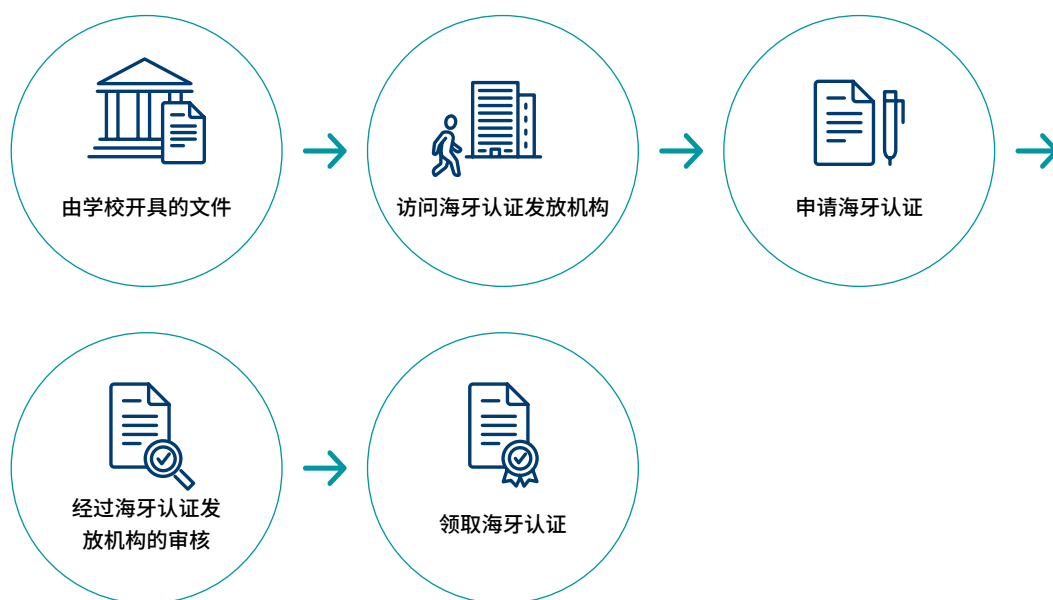 由学校开具的文件
访问海牙认证发放机构
申请海牙认证
经过海牙认证发
放机构的审核
领取海牙认证